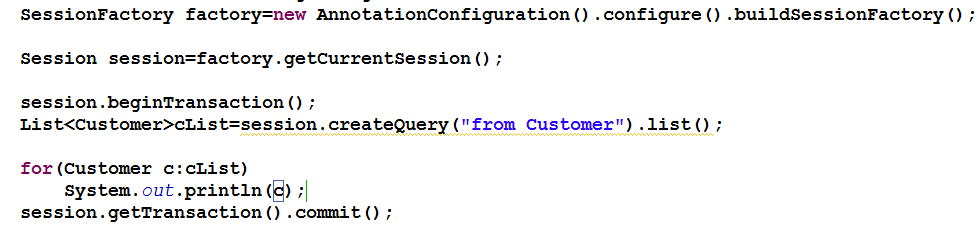 SessionFactory factory=new AnnotationConfiguration().configure().buildSessionFactory();
Session session=factory.getCurrentSession();
session.beginTransaction();
List<Customer>cList=session.createQuery("from Customer").list();
for(Customer c:cList)
System.out.println(c);
session.getTransaction().commit();